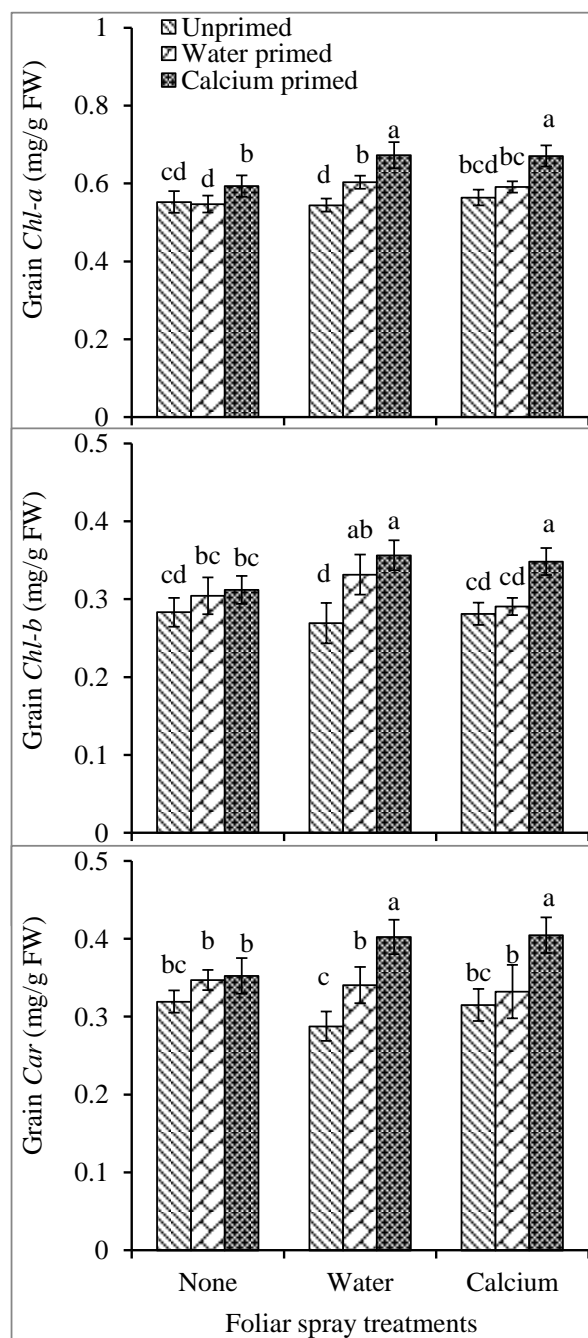 Unprimed
Water primed
Calcium primed
Grain Chl-a (mg/g FW)
1
0.8
0.6
0.4
0.2
0
cd d b d b a bcd bc a
Grain Chl-b (mg/g FW)
0.5
0.4
0.3
0.2
0.1
0
cd bc bc d ab a cd cd a
Grain Car (mg/g FW)
0.5
0.4
0.3
0.2
0.1
0
bc b b c b a bc b a
None Water Calcium
Foliar spray treatments